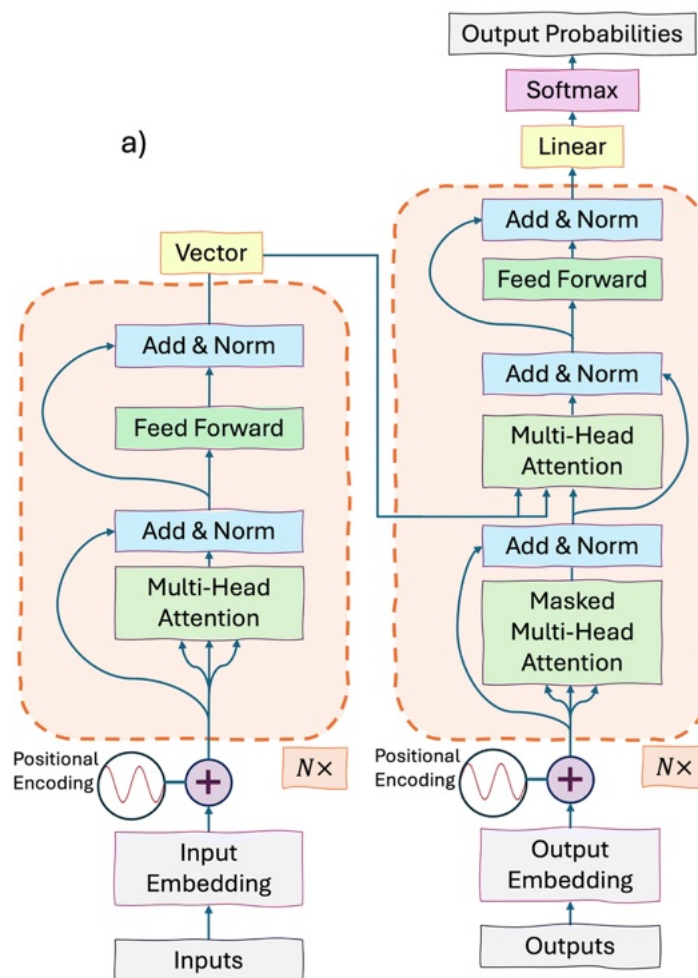 a)
Vector
Add & Norm
Feed Forward
Add & Norm
Multi-Head
Attention
Positional
Encoding
+
N×
Input
Embedding
Inputs
Output Probabilities
Softmax
Linear
Add & Norm
Feed Forward
Add & Norm
Multi-Head
Attention
Add & Norm
Masked
Multi-Head
Attention
Positional
Encoding
+
N×
Output
Embedding
Outputs